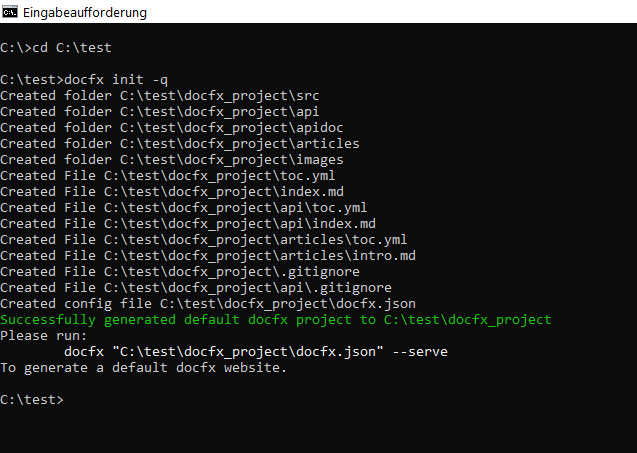 Eingabeaufforderung
C:\>cd C:\test
C:\test>docfx init -q
Created folder C:\test\docfx_project\src
Created folder C:\test\docfx_project\api
Created folder C:\test\docfx_project\apidoc
Created folder C:\test\docfx_project\articles
Created folder C:\test\docfx_project\images
Created File C:\test\docfx_project\toc.yml
Created File C:\test\docfx_project\index.md
Created File C:\test\docfx_project\api\toc.yml
Created File C:\test\docfx_project\api\index.md
Created File C:\test\docfx_project\articles\toc.yml
Created File C:\test\docfx_project\articles\intro.md
Created File C:\test\docfx_project\.gitignore
Created File C:\test\docfx_project\api\.gitignore
Created config file C:\test\docfx_project\docfx.json
Successfully generated default docfx project to C:\test\docfx_project
Please run:
        docfx "C:\test\docfx_project\docfx.json" --serve
To generate a default docfx website.
C:\test>